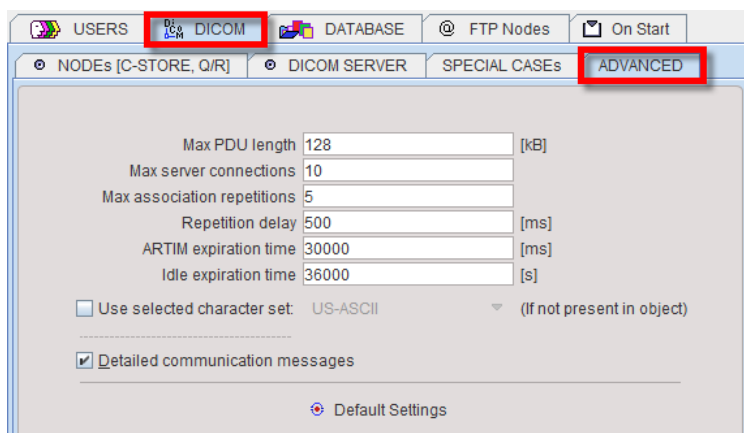 USERS DICOM DATABASE @ FTP Nodes On Start
NODEs [C-STORE, Q/R] DICOM SERVER SPECIAL CASEs ADVANCED
Max PDU length 128 [kB]
Max server connections 10
Max association repetitions 5
Repetition delay 500 [ms]
ARTIM expiration time 30000 [ms]
Idle expiration time 36000 [s]
Use selected character set: US-ASCII (If not present in object)
Detailed communication messages
Default Settings